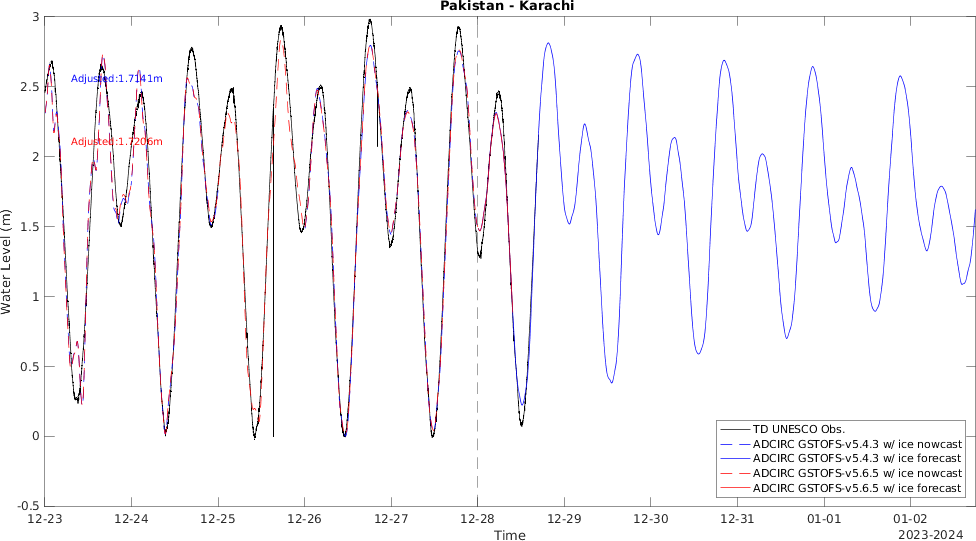 Pakistan - Karachi
3
2.5
2
1.5
1
0.5
0
-0.5
Water Level (m)
Adjusted:1.7141m
Adjusted:1.7206m
TD UNESCO Obs.
ADCIRC GSTOFS-v5.4.3 w/ ice nowcast
ADCIRC GSTOFS-v5.4.3 w/ ice forecast
ADCIRC GSTOFS-v5.6.5 w/ ice nowcast
ADCIRC GSTOFS-v5.6.5 w/ ice forecast
12-23 12-24 12-25 12-26 12-27 12-28 12-29 12-30 12-31 01-01 01-02
Time
2023-2024